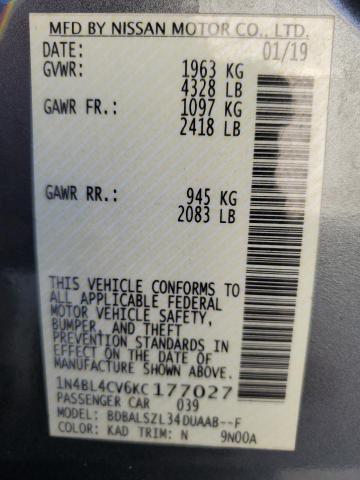 MFD BY NISSAN MOTOR CO., LTD.
DATE: 01/19
GVWR: 1963 KG
4328 LB
GAWR FR.: 1097 KG
2418 LB
GAWR RR.: 945 KG
2083 LB
THIS VEHICLE CONFORMS TO
ALL APPLICABLE FEDERAL
MOTOR VEHICLE SAFETY,
BUMPER, AND THEFT
PREVENTION STANDARDS
IN EFFECT ON THE DATE OF
MANUFACTURE SHOWN ABOVE.
1N4BL4CV6KC177027
PASSENGER CAR 039
MODEL: BDBALSZL34DUAAB--F
COLOR: KAD TRIM: N 9N00A